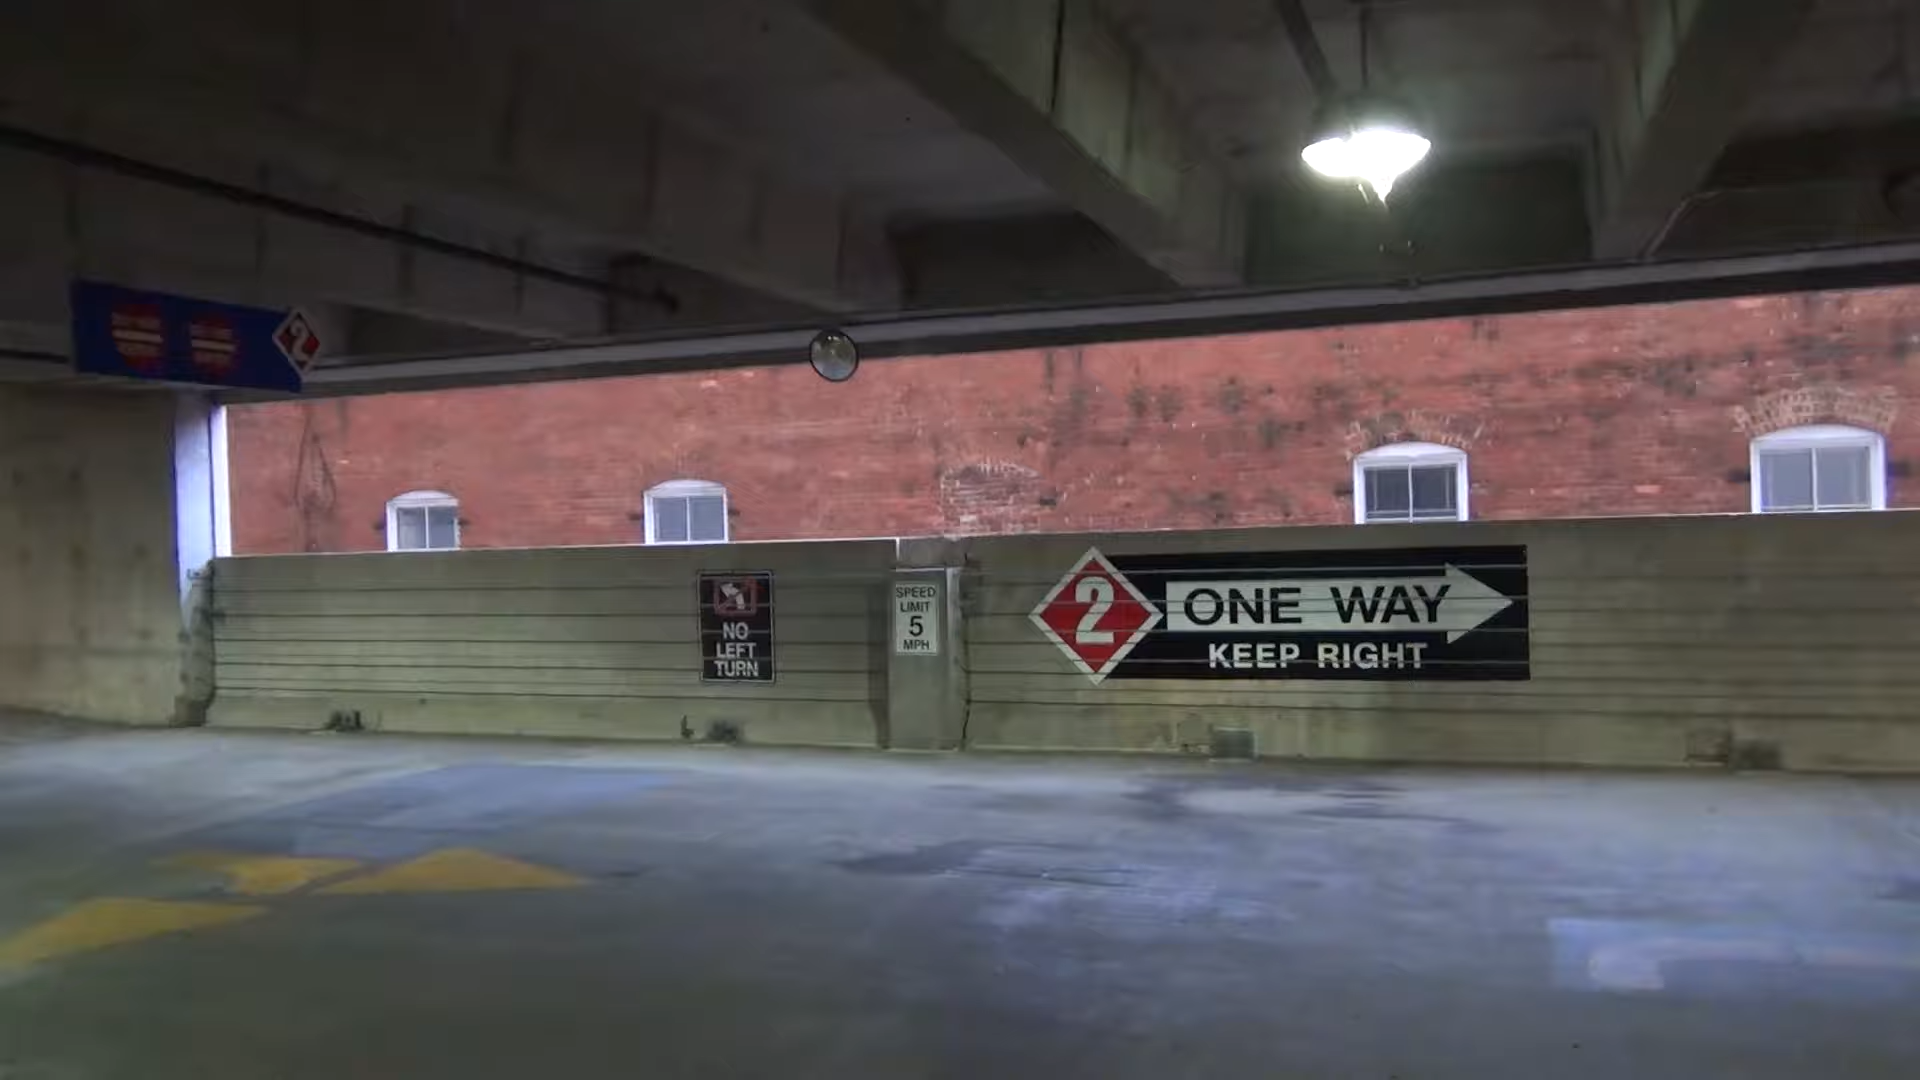 2
NO
LEFT
TURN
SPEED
LIMIT
5
MPH
2
ONE WAY
KEEP RIGHT